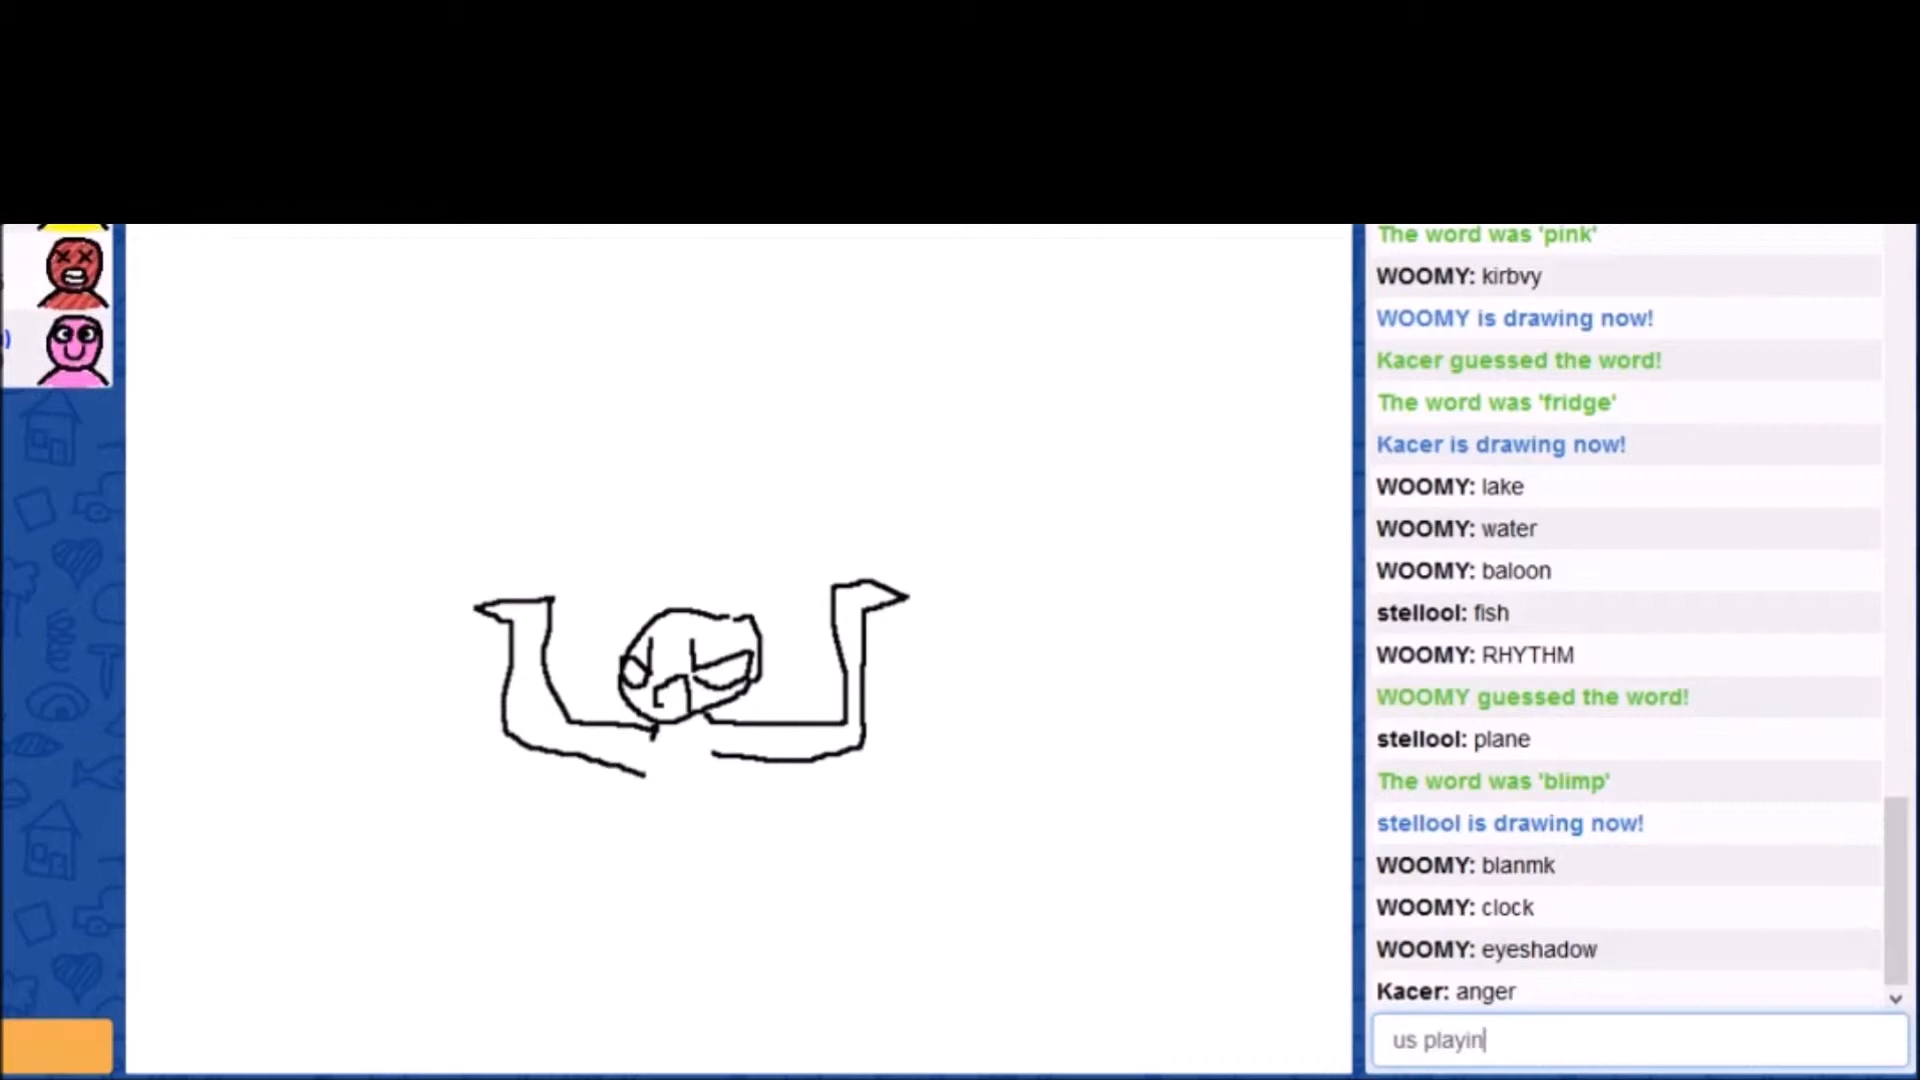 The word was 'pink'
WOOMY: kirbvy
WOOMY is drawing now!
Kacer guessed the word!
The word was 'fridge'
Kacer is drawing now!
WOOMY: lake
WOOMY: water
WOOMY: baloon
stellool: fish
WOOMY: RHYTHM
WOOMY guessed the word!
stellool: plane
The word was 'blimp'
stellool is drawing now!
WOOMY: blanmk
WOOMY: clock
WOOMY: eyeshadow
Kacer: anger
us playin